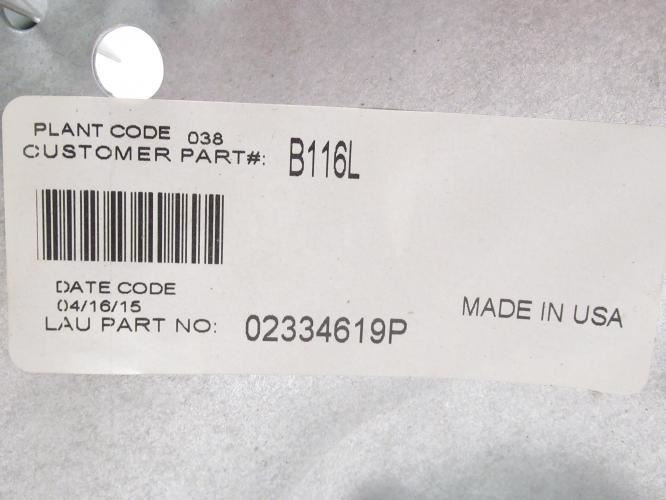 PLANT CODE 038
CUSTOMER PART#: B116L
DATE CODE
04/16/15
LAU PART NO: 02334619P
MADE IN USA